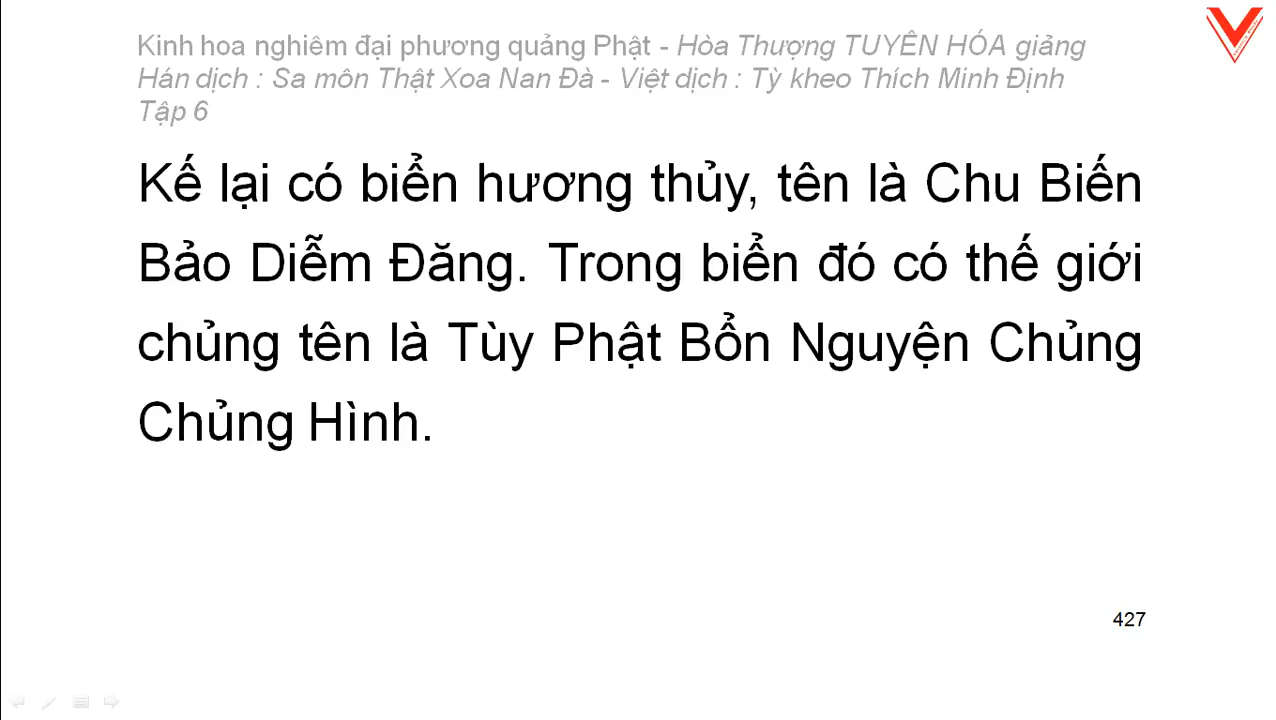 Kinh hoa nghiêm đại phương quảng Phật - Hòa Thượng TUYÊN HÓA giảng
Hán dịch : Sa môn Thật Xoa Nan Đà - Việt dịch : Tỳ kheo Thích Minh Định
Tập 6
Kế lại có biển hương thủy, tên là Chu Biến
Bảo Diễm Đăng. Trong biển đó có thế giới
chủng tên là Tùy Phật Bổn Nguyện Chủng
Chủng Hình.
427